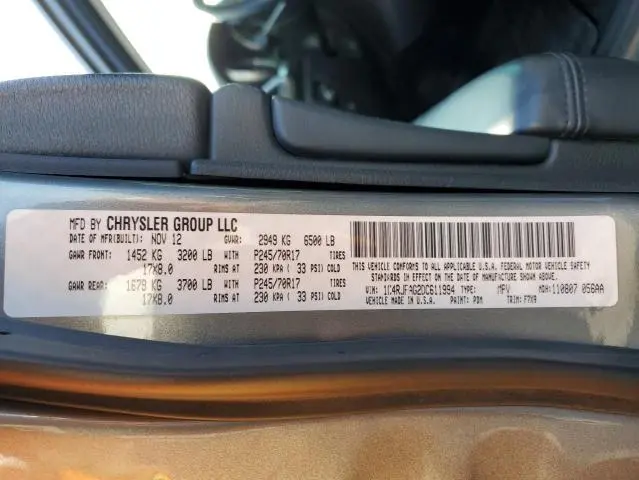 MFD BY CHRYSLER GROUP LLC
DATE OF MFR(BUILT): NOV 12 GVWR: 2949 KG 6500 LB
GAWR FRONT: 1452 KG 3200 LB WITH P245/70R17 TIRES
17X8.0 RIMS AT 230 KPA ( 33 PSI) COLD
GAWR REAR: 1679 KG 3700 LB WITH P245/70R17 TIRES
17X8.0 RIMS AT 230 KPA ( 33 PSI) COLD
THIS VEHICLE CONFORMS TO ALL APPLICABLE U.S.A. FEDERAL MOTOR VEHICLE SAFETY
STANDARDS IN EFFECT ON THE DATE OF MANUFACTURE SHOWN ABOVE.
VIN: 1C4RJFAG2DC611994 TYPE: MPV MDH: 110807 056AA
VEHICLE MADE IN U.S.A. PAINT: PDM TRIM: F7X9